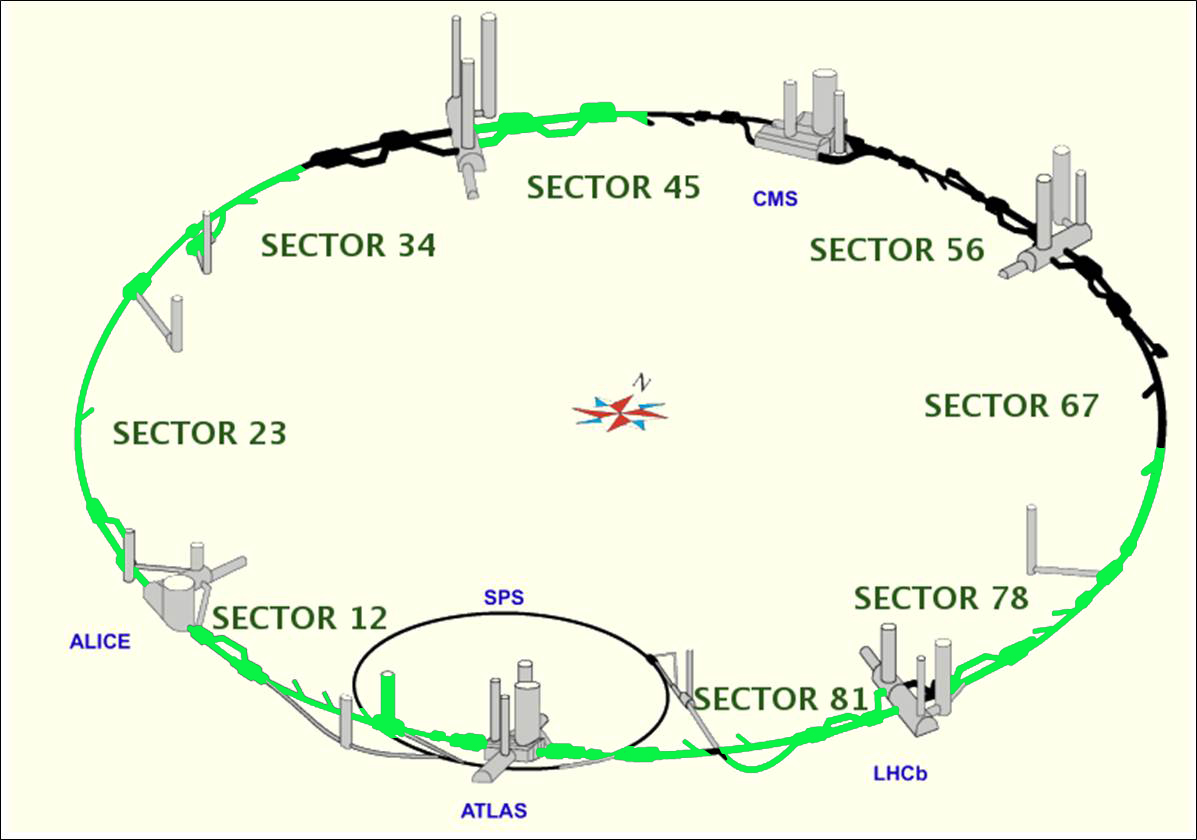 SECTOR 45
CMS
SECTOR 34
SECTOR 56
N
SECTOR 67
SECTOR 23
SPS
SECTOR 78
SECTOR 12
ALICE
SECTOR 81
LHCb
ATLAS